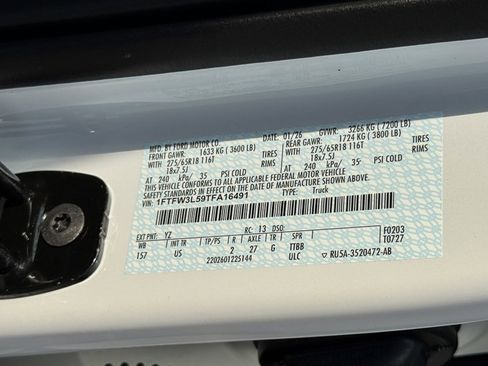 MFD. BY FORD MOTOR CO.
DATE: 01/26 GVWR: 3266 KG ( 7200 LB)
FRONT GAWR: 1633 KG ( 3600 LB) REAR GAWR: 1724 KG ( 3800 LB)
WITH 275/65R18 116T TIRES WITH 275/65R18 116T TIRES
18x7.5J RIMS 18x7.5J RIMS
AT 240 kPa/ 35 PSI COLD AT 240 kPa/ 35 PSI COLD
THIS VEHICLE CONFORMS TO ALL APPLICABLE FEDERAL MOTOR VEHICLE
SAFETY STANDARDS IN EFFECT ON THE DATE OF MANUFACTURE SHOWN ABOVE.
VIN: 1FTFW3L59TFA16491 TYPE: Truck
EXT PNT: YZ RC: 13 DSO: F0203
WB INT TR TP/PS R AXLE TR SPR T0727
157 US 2 27 G TTBB
2202601225144 ULC ▽ RU5A-3520472-AB